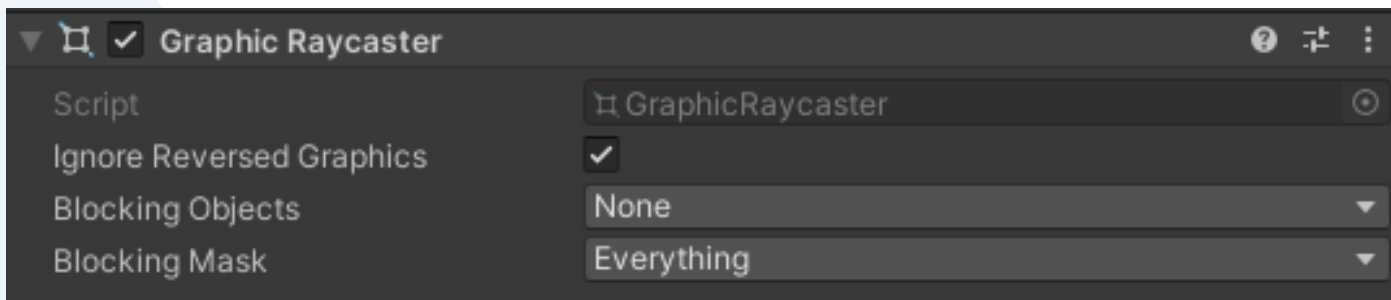 Graphic Raycaster
Script GraphicRaycaster
Ignore Reversed Graphics
Blocking Objects None
Blocking Mask Everything